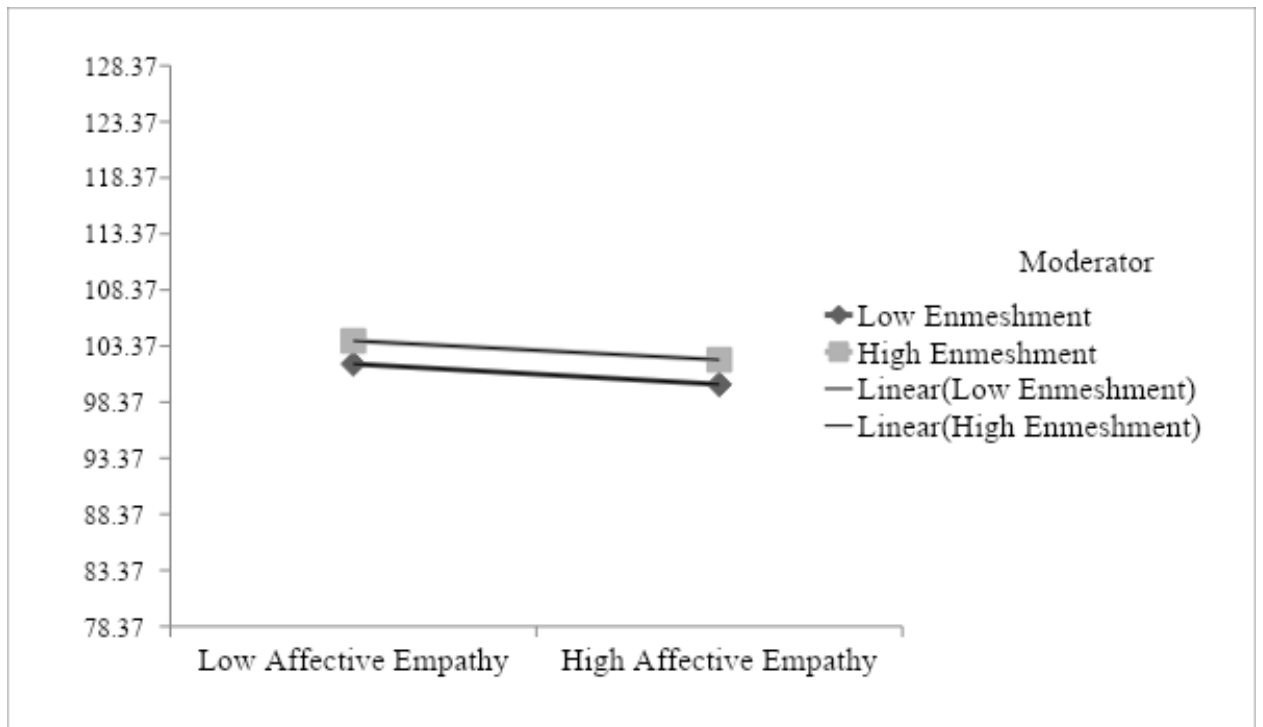 128.37
123.37
118.37
113.37
108.37
103.37
98.37
93.37
88.37
83.37
78.37
Low Affective Empathy
High Affective Empathy
Moderator
Low Enmeshment
High Enmeshment
Linear(Low Enmeshment)
Linear(High Enmeshment)